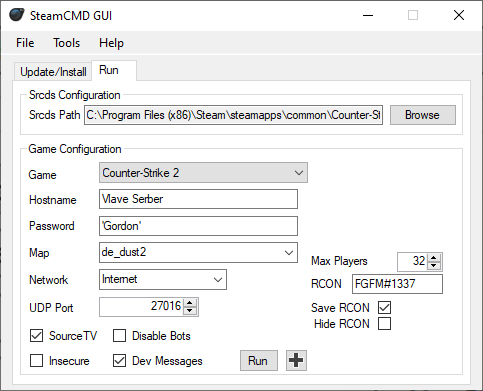 SteamCMD GUI
File Tools Help
Update/Install Run
Srcds Configuration
Srcds Path C:\Program Files (x86)\Steam\steamapps\common\Counter-St Browse
Game Configuration
Game Counter-Strike 2
Hostname Vlave Serber
Password 'Gordon'
Map de_dust2
Max Players 32
Network Internet
RCON FGFM#1337
UDP Port 27016
Save RCON
Hide RCON
SourceTV Disable Bots
Insecure Dev Messages Run